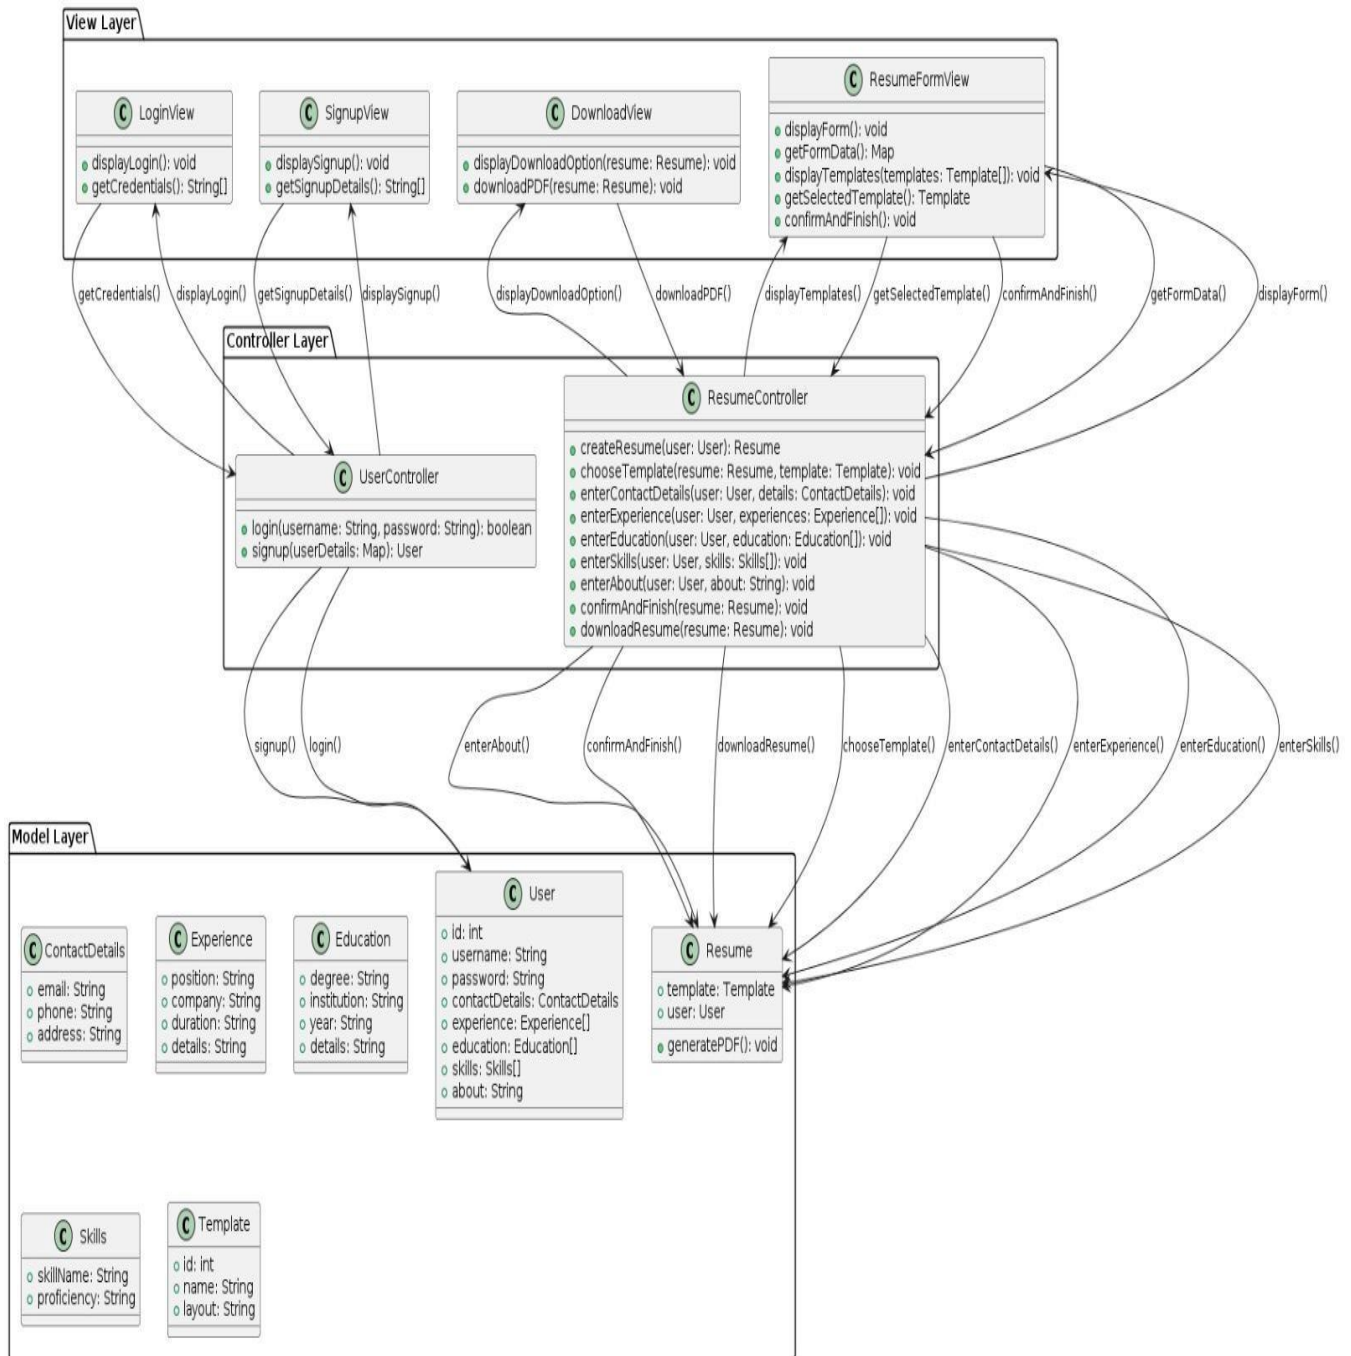 View Layer
LoginView
displayLogin(): void
getCredentials(): String[]
SignupView
displaySignup(): void
getSignupDetails(): String[]
DownloadView
displayDownloadOption(resume: Resume): void
downloadPDF(resume: Resume): void
ResumeFormView
displayForm(): void
getFormData(): Map
displayTemplates(templates: Template[]): void
getSelectedTemplate(): Template
confirmAndFinish(): void
getCredentials()
displayLogin()
getSignupDetails()
displaySignup()
displayDownloadOption()
downloadPDF()
displayTemplates()
getSelectedTemplate()
confirmAndFinish()
getFormData()
displayForm()
Controller Layer
UserController
login(username: String, password: String): boolean
signup(userDetails: Map): User
ResumeController
createResume(user: User): Resume
chooseTemplate(resume: Resume, template: Template): void
enterContactDetails(user: User, details: ContactDetails): void
enterExperience(user: User, experiences: Experience[]): void
enterEducation(user: User, education: Education[]): void
enterSkills(user: User, skills: Skills[]): void
enterAbout(user: User, about: String): void
confirmAndFinish(resume: Resume): void
downloadResume(resume: Resume): void
signup()
login()
enterAbout()
confirmAndFinish()
downloadResume()
chooseTemplate()
enterContactDetails()
enterExperience()
enterEducation()
enterSkills()
Model Layer
ContactDetails
email: String
phone: String
address: String
Experience
position: String
company: String
duration: String
details: String
Education
degree: String
institution: String
year: String
details: String
User
id: int
username: String
password: String
contactDetails: ContactDetails
experience: Experience[]
education: Education[]
skills: Skills[]
about: String
Resume
template: Template
user: User
generatePDF(): void
Skills
skillName: String
proficiency: String
Template
id: int
name: String
layout: String